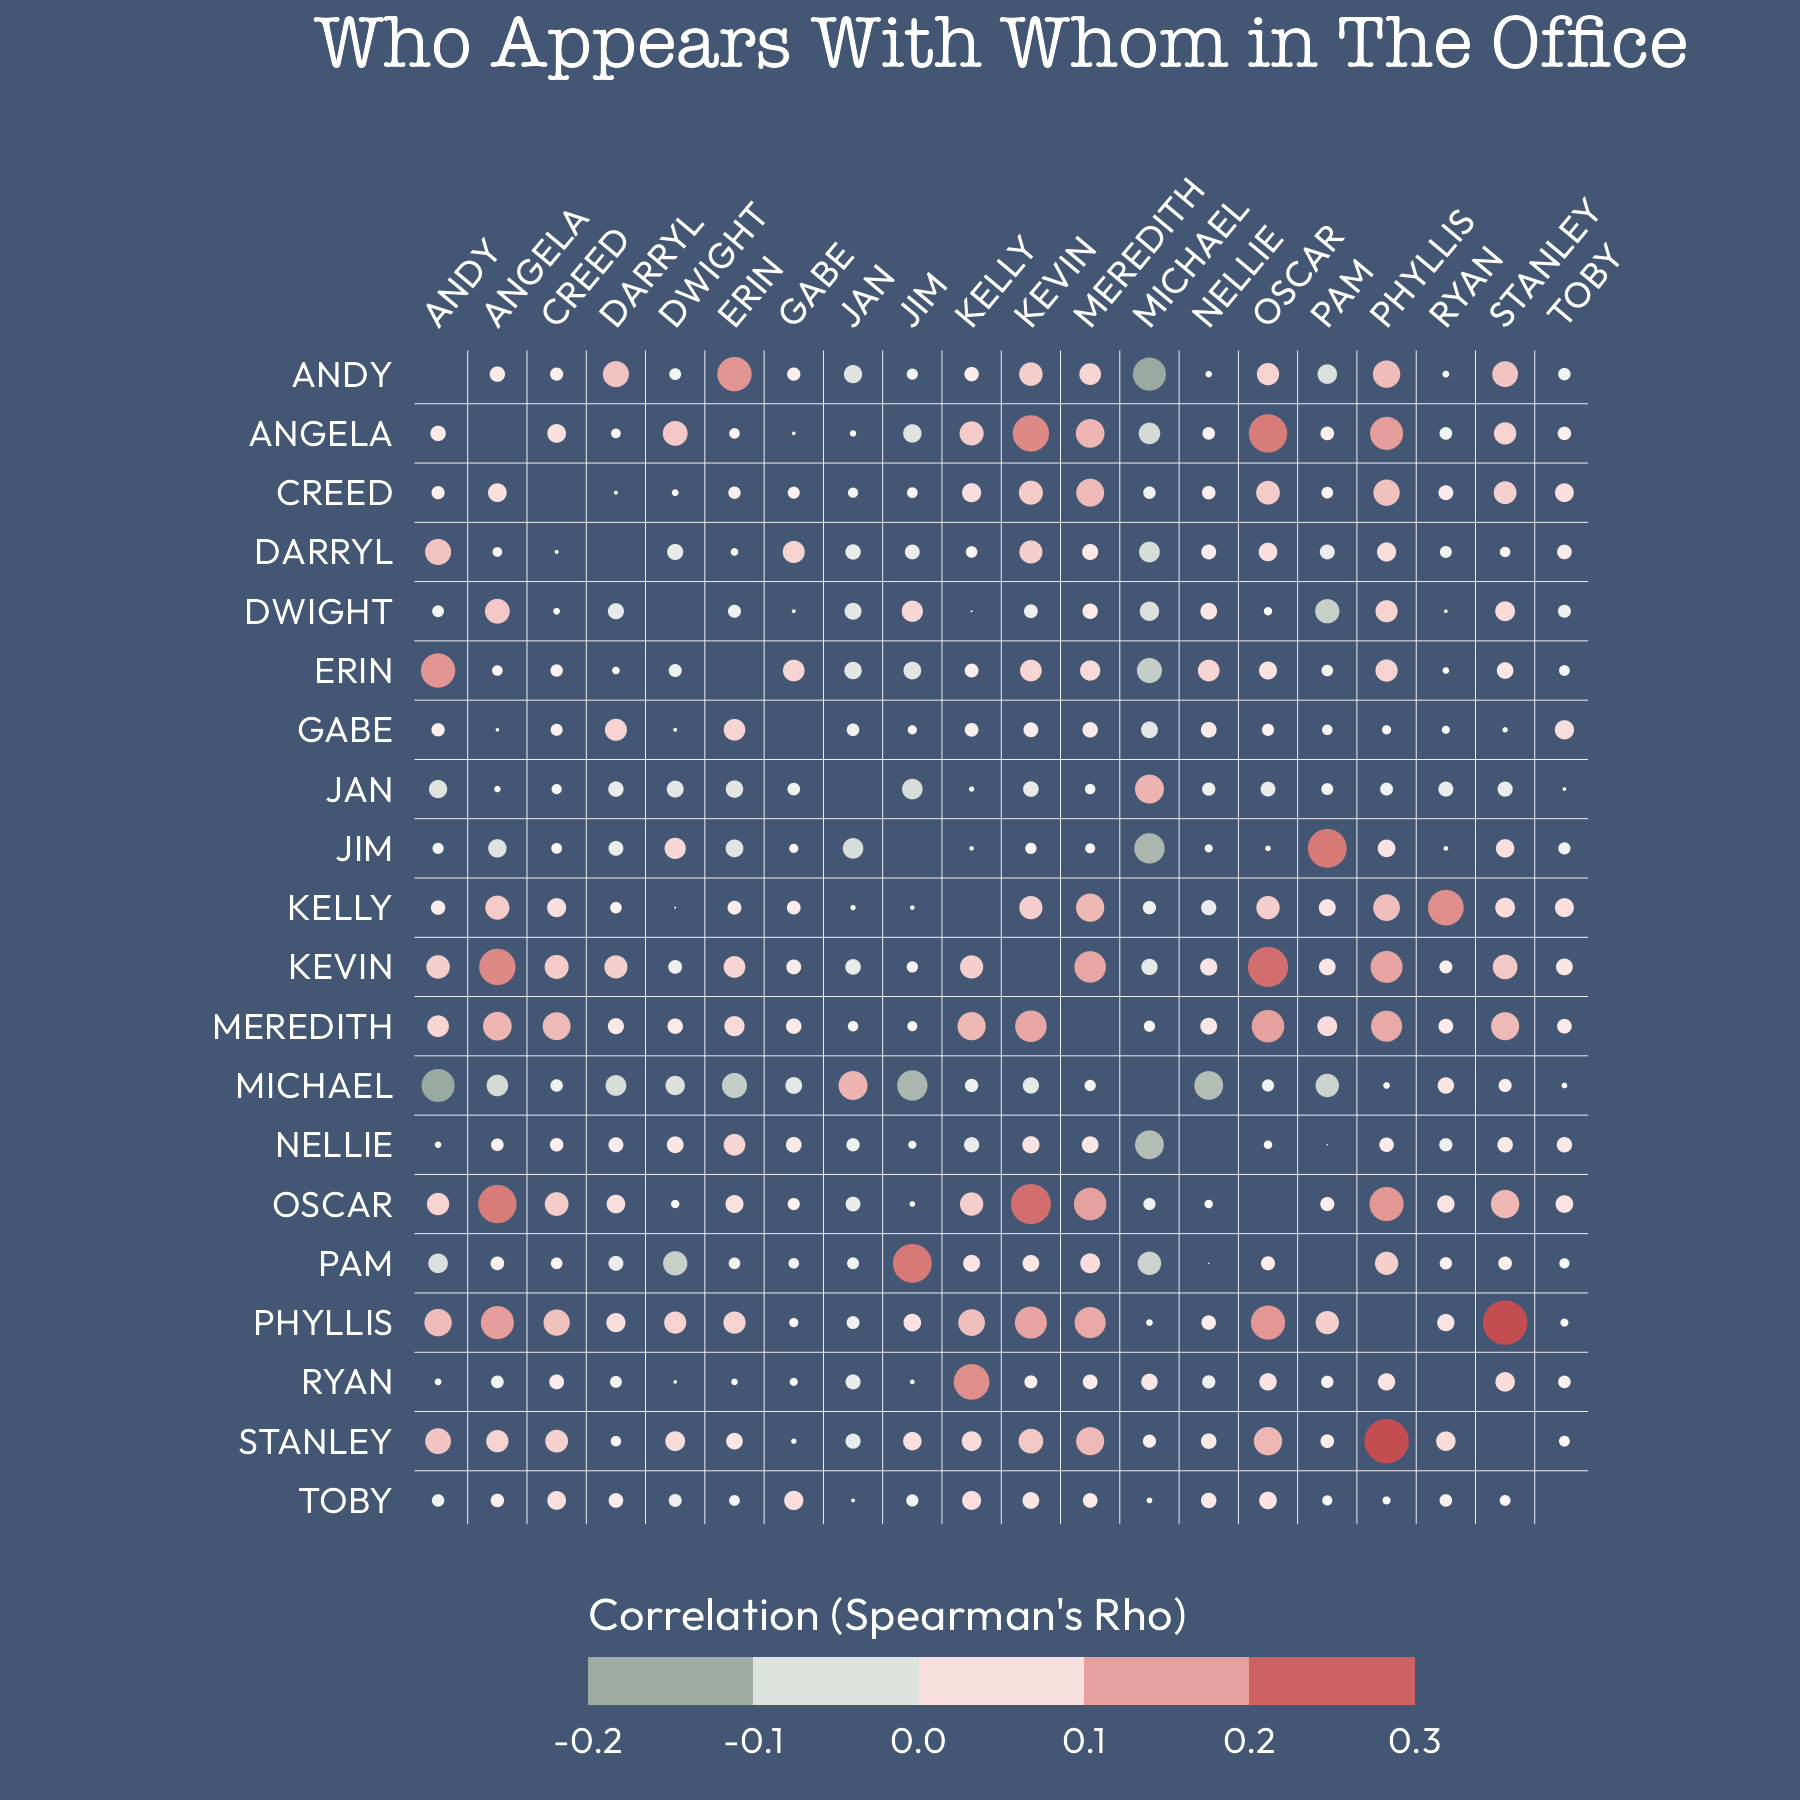 Who Appears With Whom in The Office
ANDY
ANGELA
CREED
DARRYL
DWIGHT
ERIN
GABE
JAN
JIM
KELLY
KEVIN
MEREDITH
MICHAEL
NELLIE
OSCAR
PAM
PHYLLIS
RYAN
STANLEY
TOBY
ANDY
ANGELA
CREED
DARRYL
DWIGHT
ERIN
GABE
JAN
JIM
KELLY
KEVIN
MEREDITH
MICHAEL
NELLIE
OSCAR
PAM
PHYLLIS
RYAN
STANLEY
TOBY
Correlation (Spearman's Rho)
-0.2 -0.1 0.0 0.1 0.2 0.3